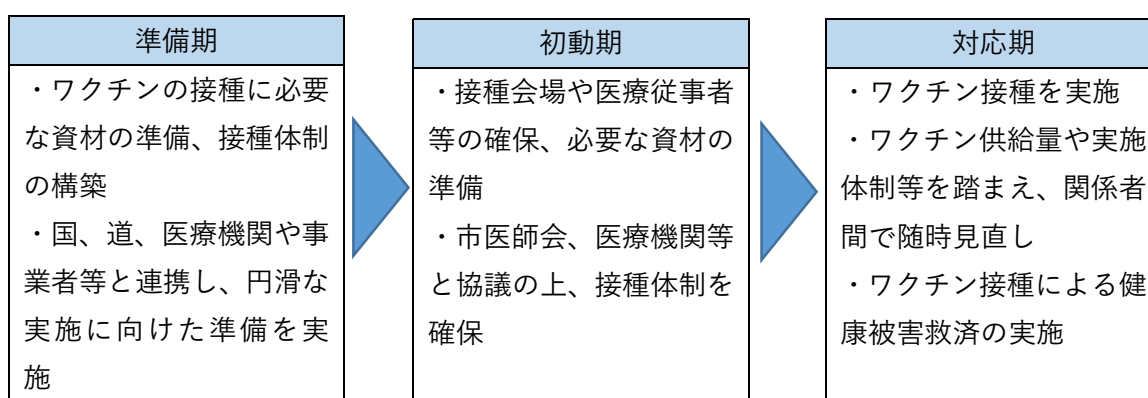 準備期
・ワクチンの接種に必要
な資材の準備、接種体制
の構築
・国、道、医療機関や事
業者等と連携し、円滑な
実施に向けた準備を実
施
初動期
・接種会場や医療従事者
等の確保、必要な資材の
準備
・市医師会、医療機関等
と協議の上、接種体制を
確保
対応期
・ワクチン接種を実施
・ワクチン供給量や実施
体制等を踏まえ、関係者
間で随時見直し
・ワクチン接種による健
康被害救済の実施